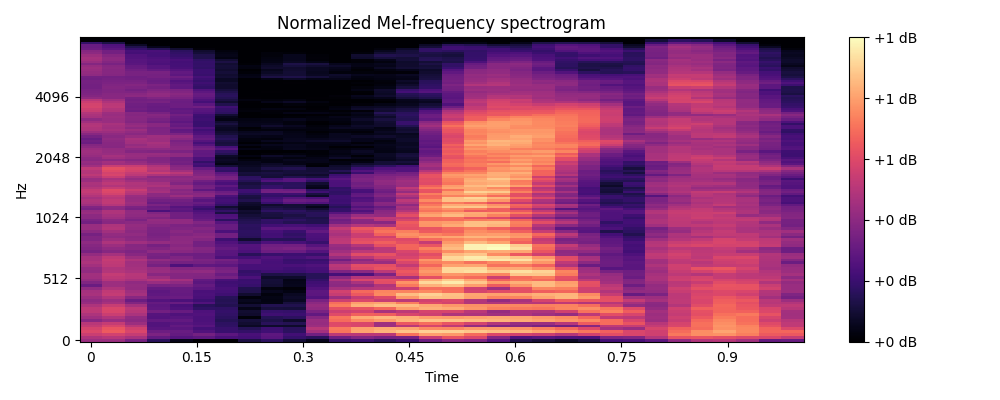 Normalized Mel-frequency spectrogram
Hz
4096
2048
1024
512
0
0 0.15 0.3 0.45 0.6 0.75 0.9
Time
+1 dB
+1 dB
+1 dB
+0 dB
+0 dB
+0 dB